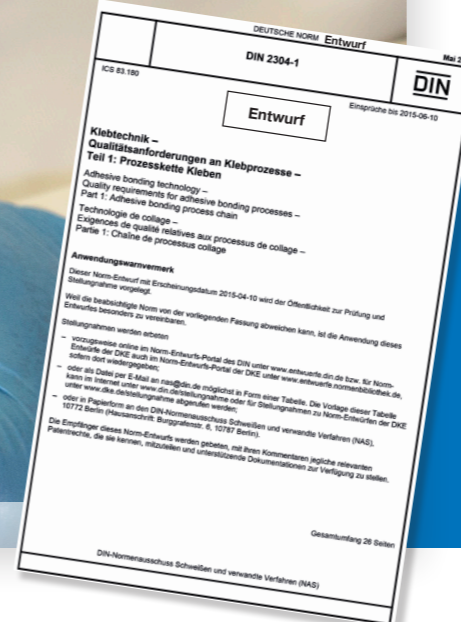 DEUTSCHE NORM Entwurf
Mai 2
DIN 2304-1
DIN
ICS 83.180
Einsprüche bis 2015-06-10
Entwurf
Klebtechnik –
Qualitätsanforderungen an Klebprozesse –
Teil 1: Prozesskette Kleben
Adhesive bonding technology –
Quality requirements for adhesive bonding processes –
Part 1: Adhesive bonding process chain
Technologie de collage –
Exigences de qualité relatives aux processus de collage –
Partie 1: Chaîne de processus collage
Anwendungswarnvermerk
Dieser Norm-Entwurf mit Erscheinungsdatum 2015-04-10 wird der Öffentlichkeit zur Prüfung und
Stellungnahme vorgelegt.
Weil die beabsichtigte Norm von der vorliegenden Fassung abweichen kann, ist die Anwendung dieses
Entwurfes besonders zu vereinbaren.
Stellungnahmen werden erbeten
– vorzugsweise online im Norm-Entwurfs-Portal des DIN unter www.entwuerfe.din.de bzw. für Norm-
Entwürfe der DKE auch im Norm-Entwurfs-Portal der DKE unter www.entwuerfe.normenbibliothek.de,
sofern dort wiedergegeben;
– oder als Datei per E-Mail an nas@din.de möglichst in Form einer Tabelle. Die Vorlage dieser Tabelle
kann im Internet unter www.din.de/stellungnahme oder für Stellungnahmen zu Norm-Entwürfen der DKE
unter www.dke.de/stellungnahme abgerufen werden;
– oder in Papierform an den DIN-Normenausschuss Schweißen und verwandte Verfahren (NAS),
10772 Berlin (Hausanschrift: Burggrafenstr. 6, 10787 Berlin).
Die Empfänger dieses Norm-Entwurfs werden gebeten, mit ihren Kommentaren jegliche relevanten
Patentrechte, die sie kennen, mitzuteilen und unterstützende Dokumentationen zur Verfügung zu stellen.
Gesamtumfang 26 Seiten
DIN-Normenausschuss Schweißen und verwandte Verfahren (NAS)